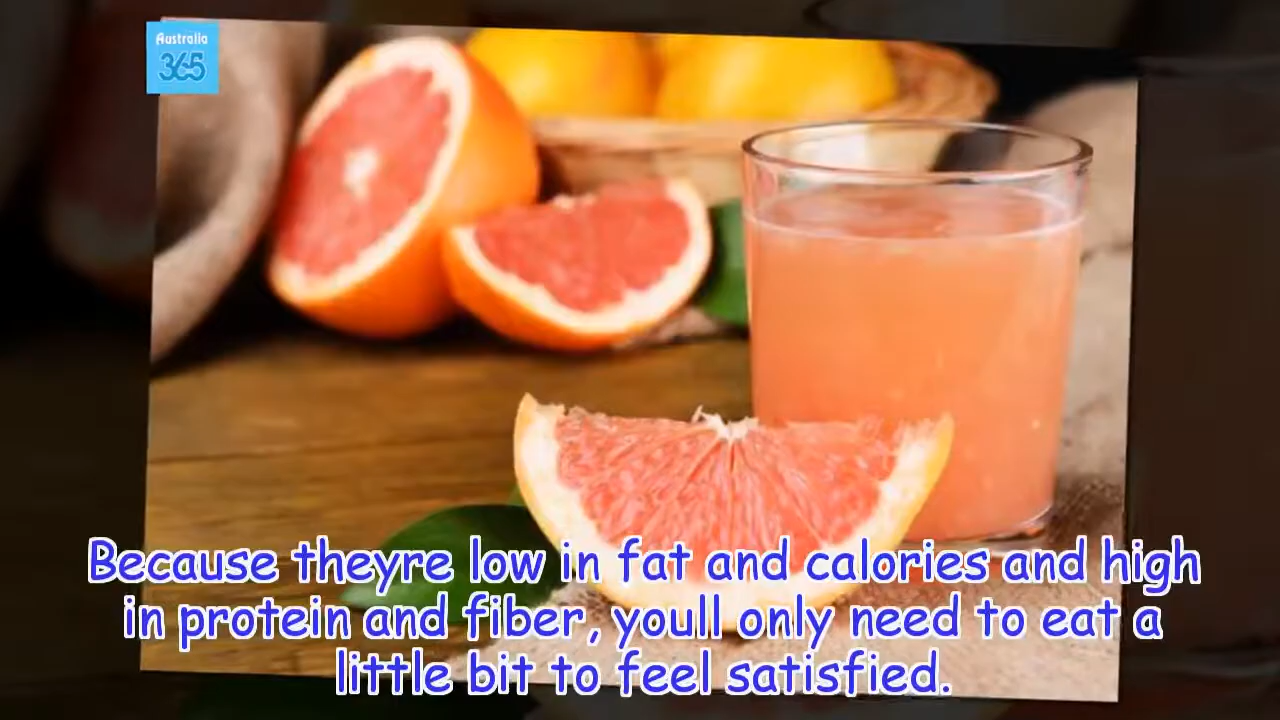 Australia
365
Because theyre low in fat and calories and high
in protein and fiber, youll only need to eat a
little bit to feel satisfied.